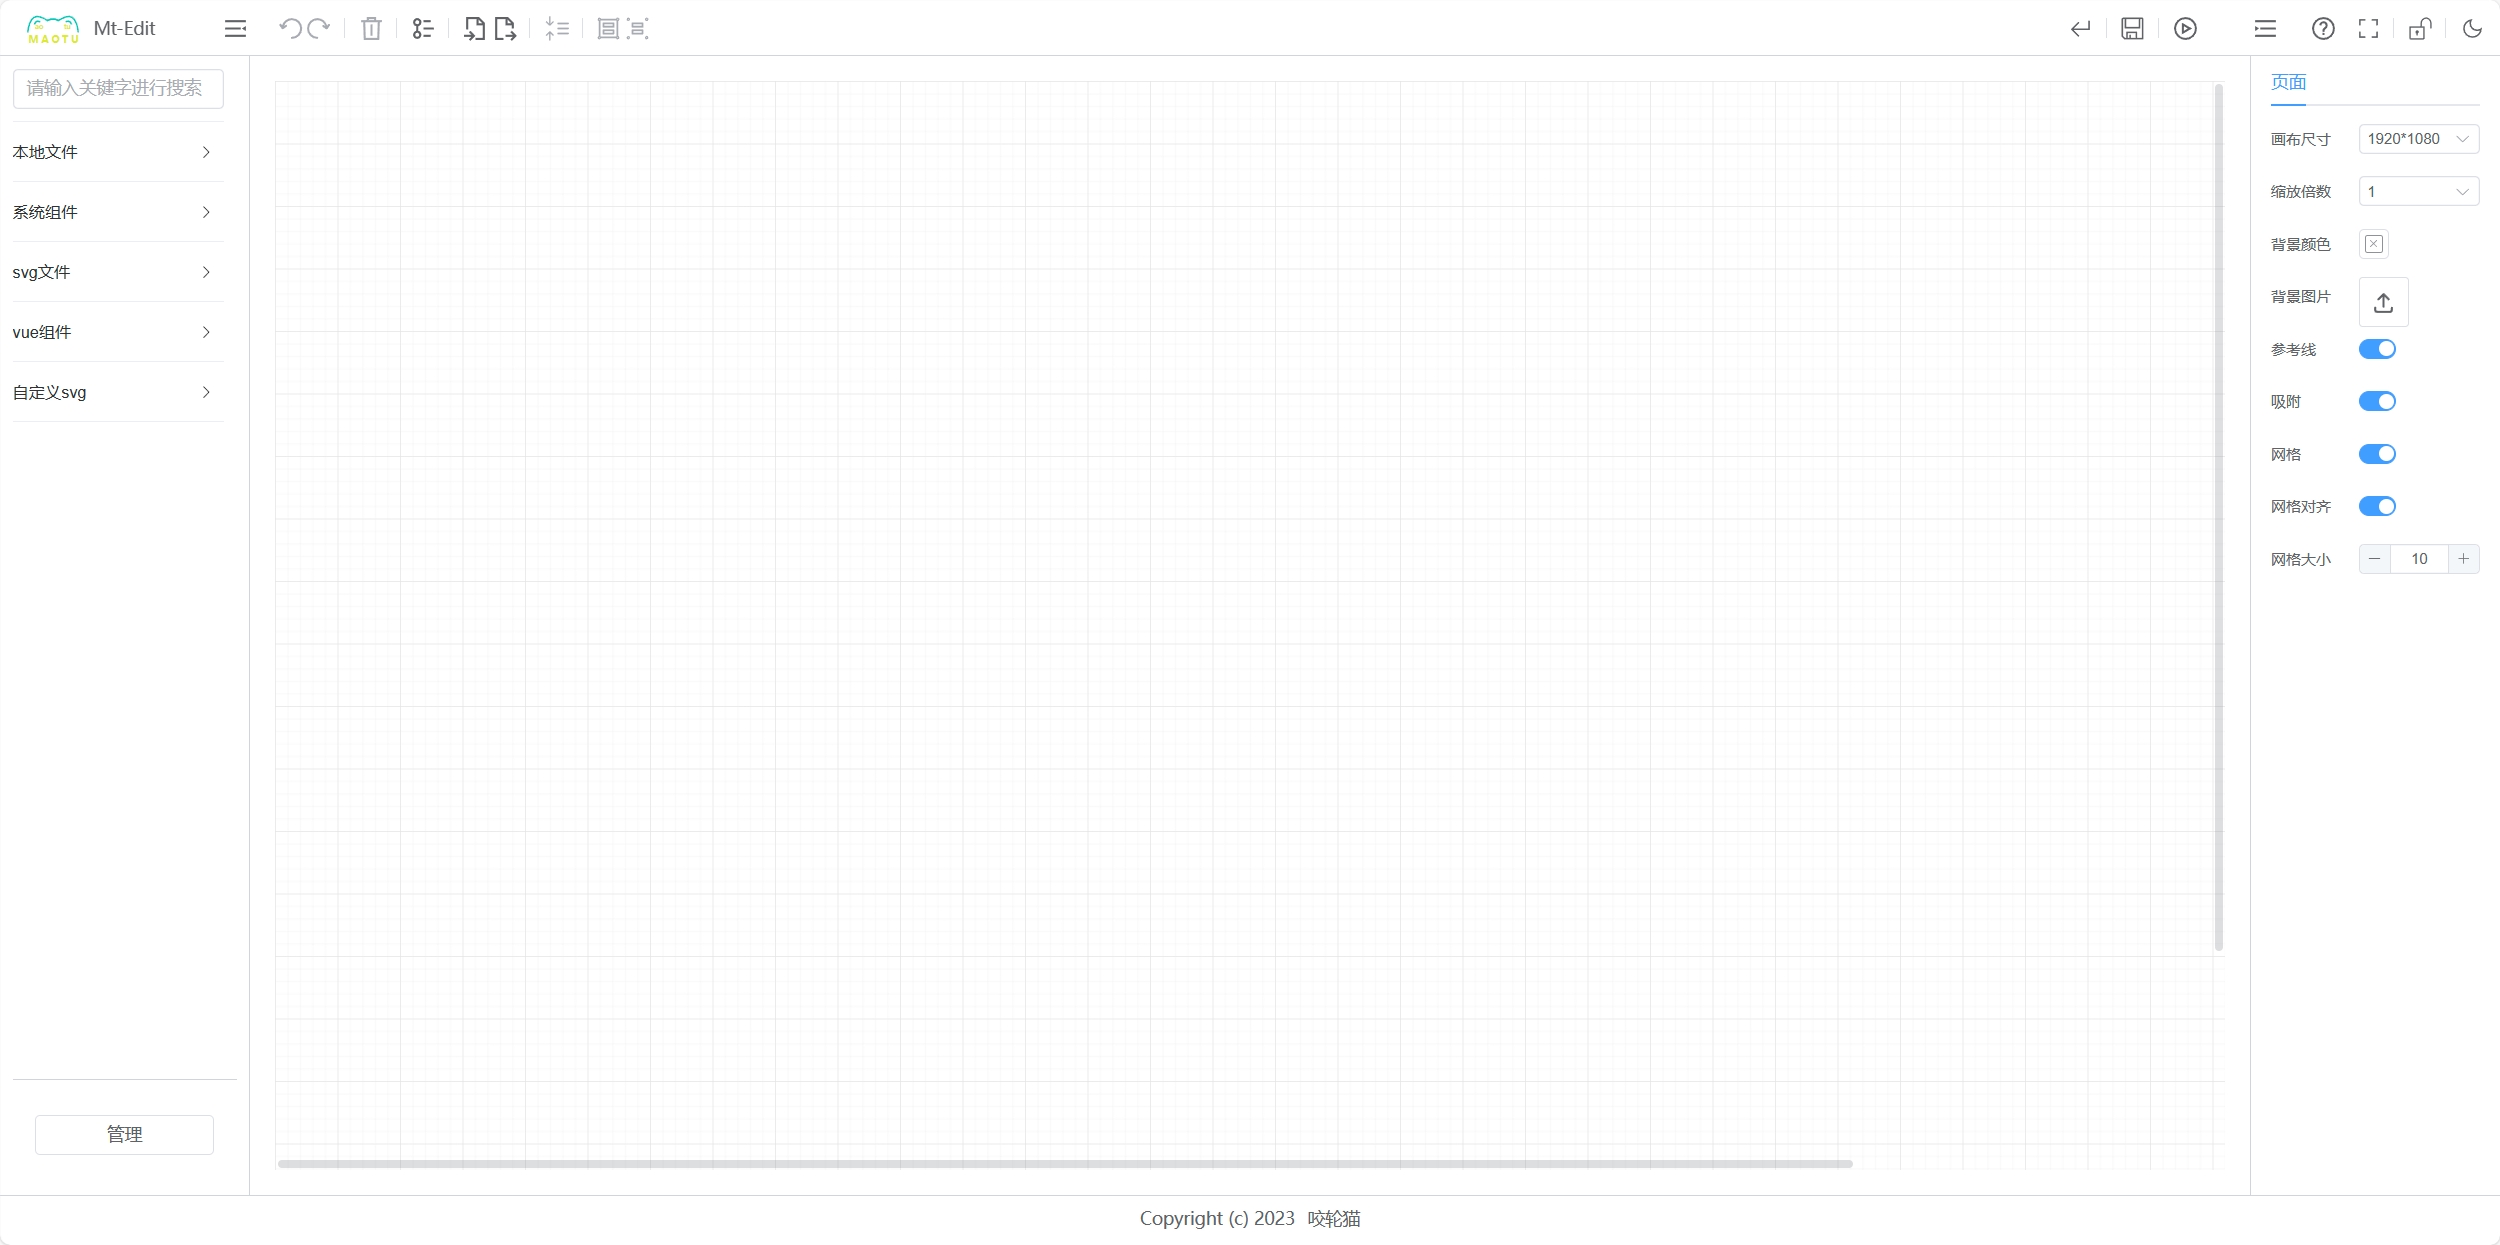 MAOTU Mt-Edit
请输入关键字进行搜索
本地文件
系统组件
svg文件
vue组件
自定义svg
管理
页面
画布尺寸 1920*1080
缩放倍数 1
背景颜色
背景图片
参考线
吸附
网格
网格对齐
网格大小 10
Copyright (c) 2023 咬轮猫